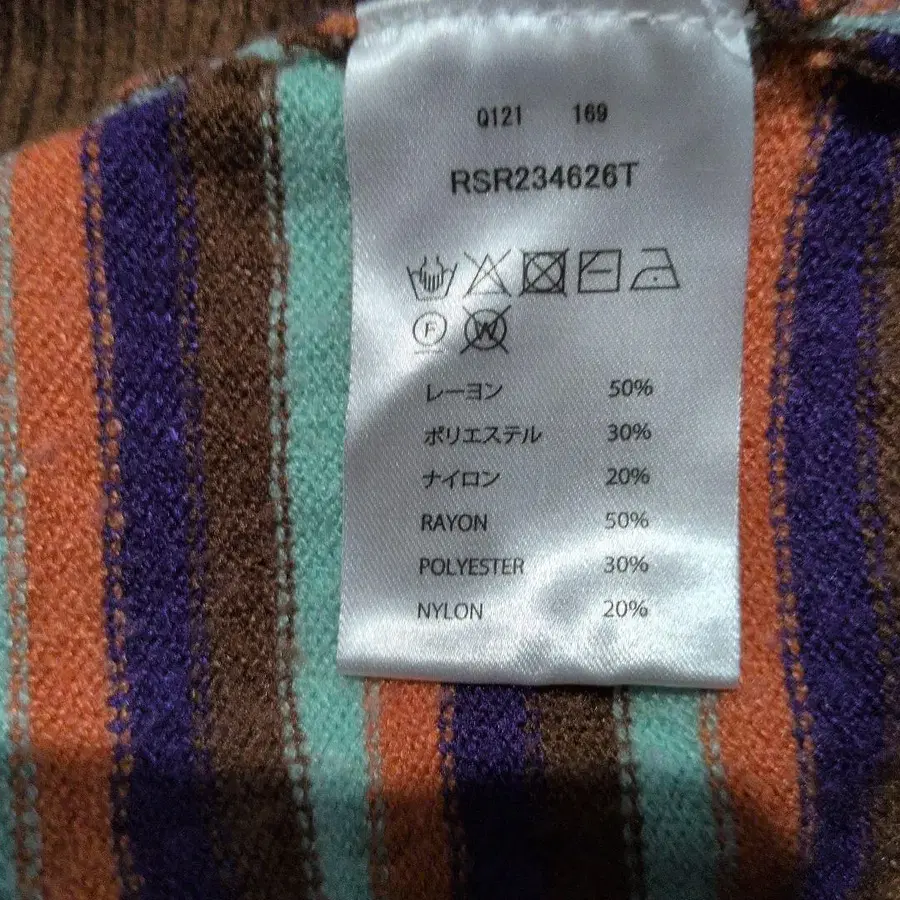 Q121 169
RSR234626T
F W
レーヨン 50%
ポリエステル 30%
ナイロン 20%
RAYON 50%
POLYESTER 30%
NYLON 20%